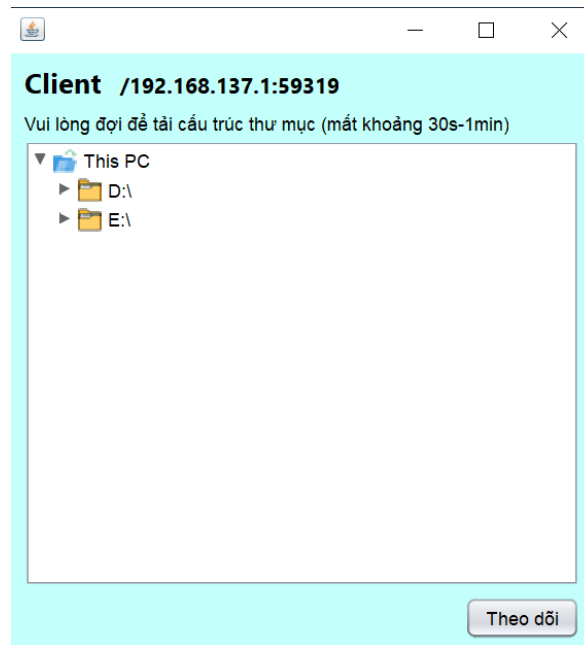 Client /192.168.137.1:59319
Vui lòng đợi để tải cấu trúc thư mục (mất khoảng 30s-1min)
This PC
D:\
E:\
Theo dõi